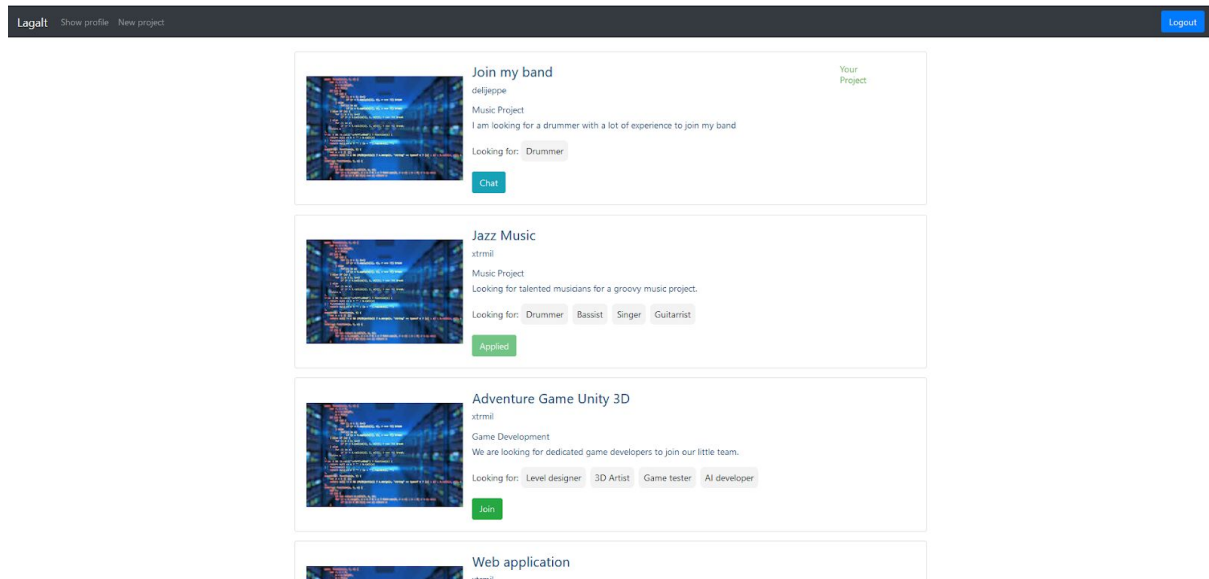 Lagalt Show profile New project Logout
Join my band
Your
Project
delijeppe
Music Project
I am looking for a drummer with a lot of experience to join my band
Looking for: Drummer
Chat
Jazz Music
xtrmil
Music Project
Looking for talented musicians for a groovy music project.
Looking for: Drummer Bassist Singer Guitarrist
Applied
Adventure Game Unity 3D
xtrmil
Game Development
We are looking for dedicated game developers to join our little team.
Looking for: Level designer 3D Artist Game tester AI developer
Join
Web application